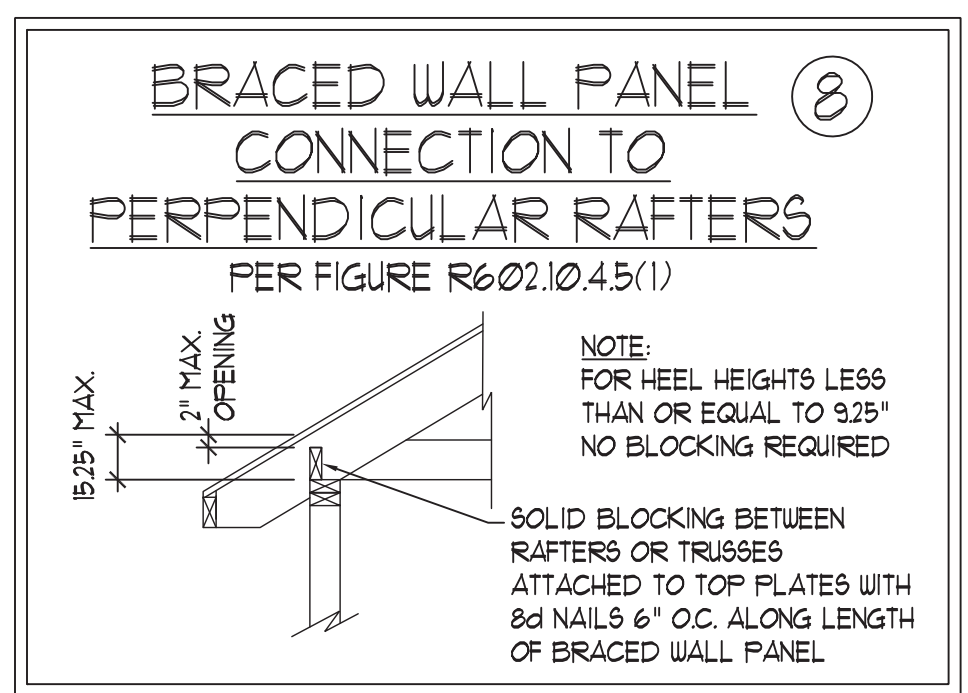 BRACED WALL PANEL
CONNECTION TO
PERPENDICULAR RAFTERS
8
PER FIGURE R602.10.4.5(1)
15.25" MAX.
2" MAX.
OPENING
NOTE:
FOR HEEL HEIGHTS LESS
THAN OR EQUAL TO 9.25"
NO BLOCKING REQUIRED
SOLID BLOCKING BETWEEN
RAFTERS OR TRUSSES
ATTACHED TO TOP PLATES WITH
8d NAILS 6" O.C. ALONG LENGTH
OF BRACED WALL PANEL